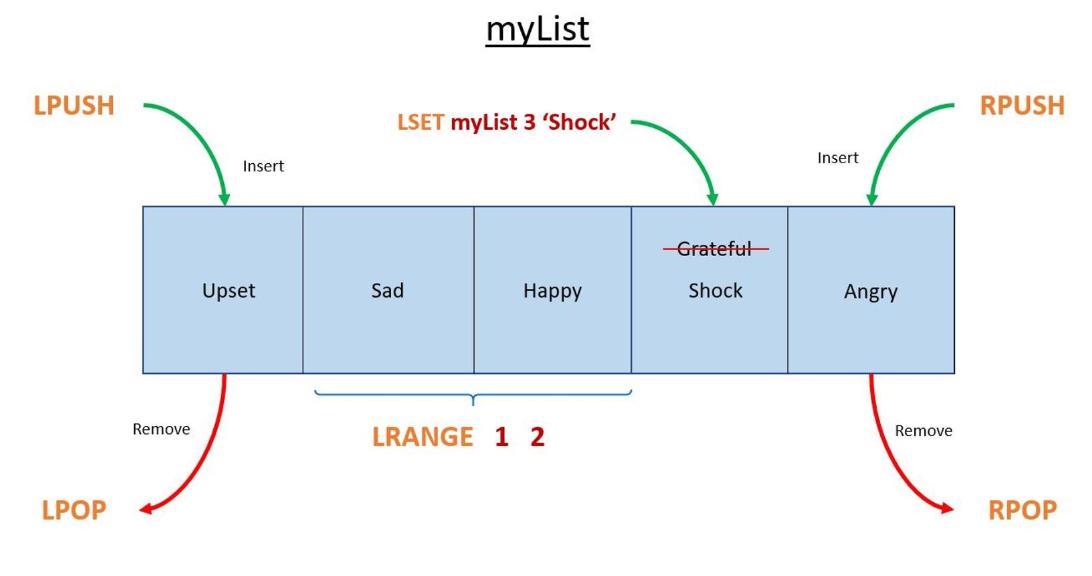 myList
LPUSH
RPUSH
LSET myList 3 ‘Shock’
Insert
Insert
Grateful
Upset
Sad
Happy
Shock
Angry
Remove
LRANGE 1 2
Remove
LPOP
RPOP